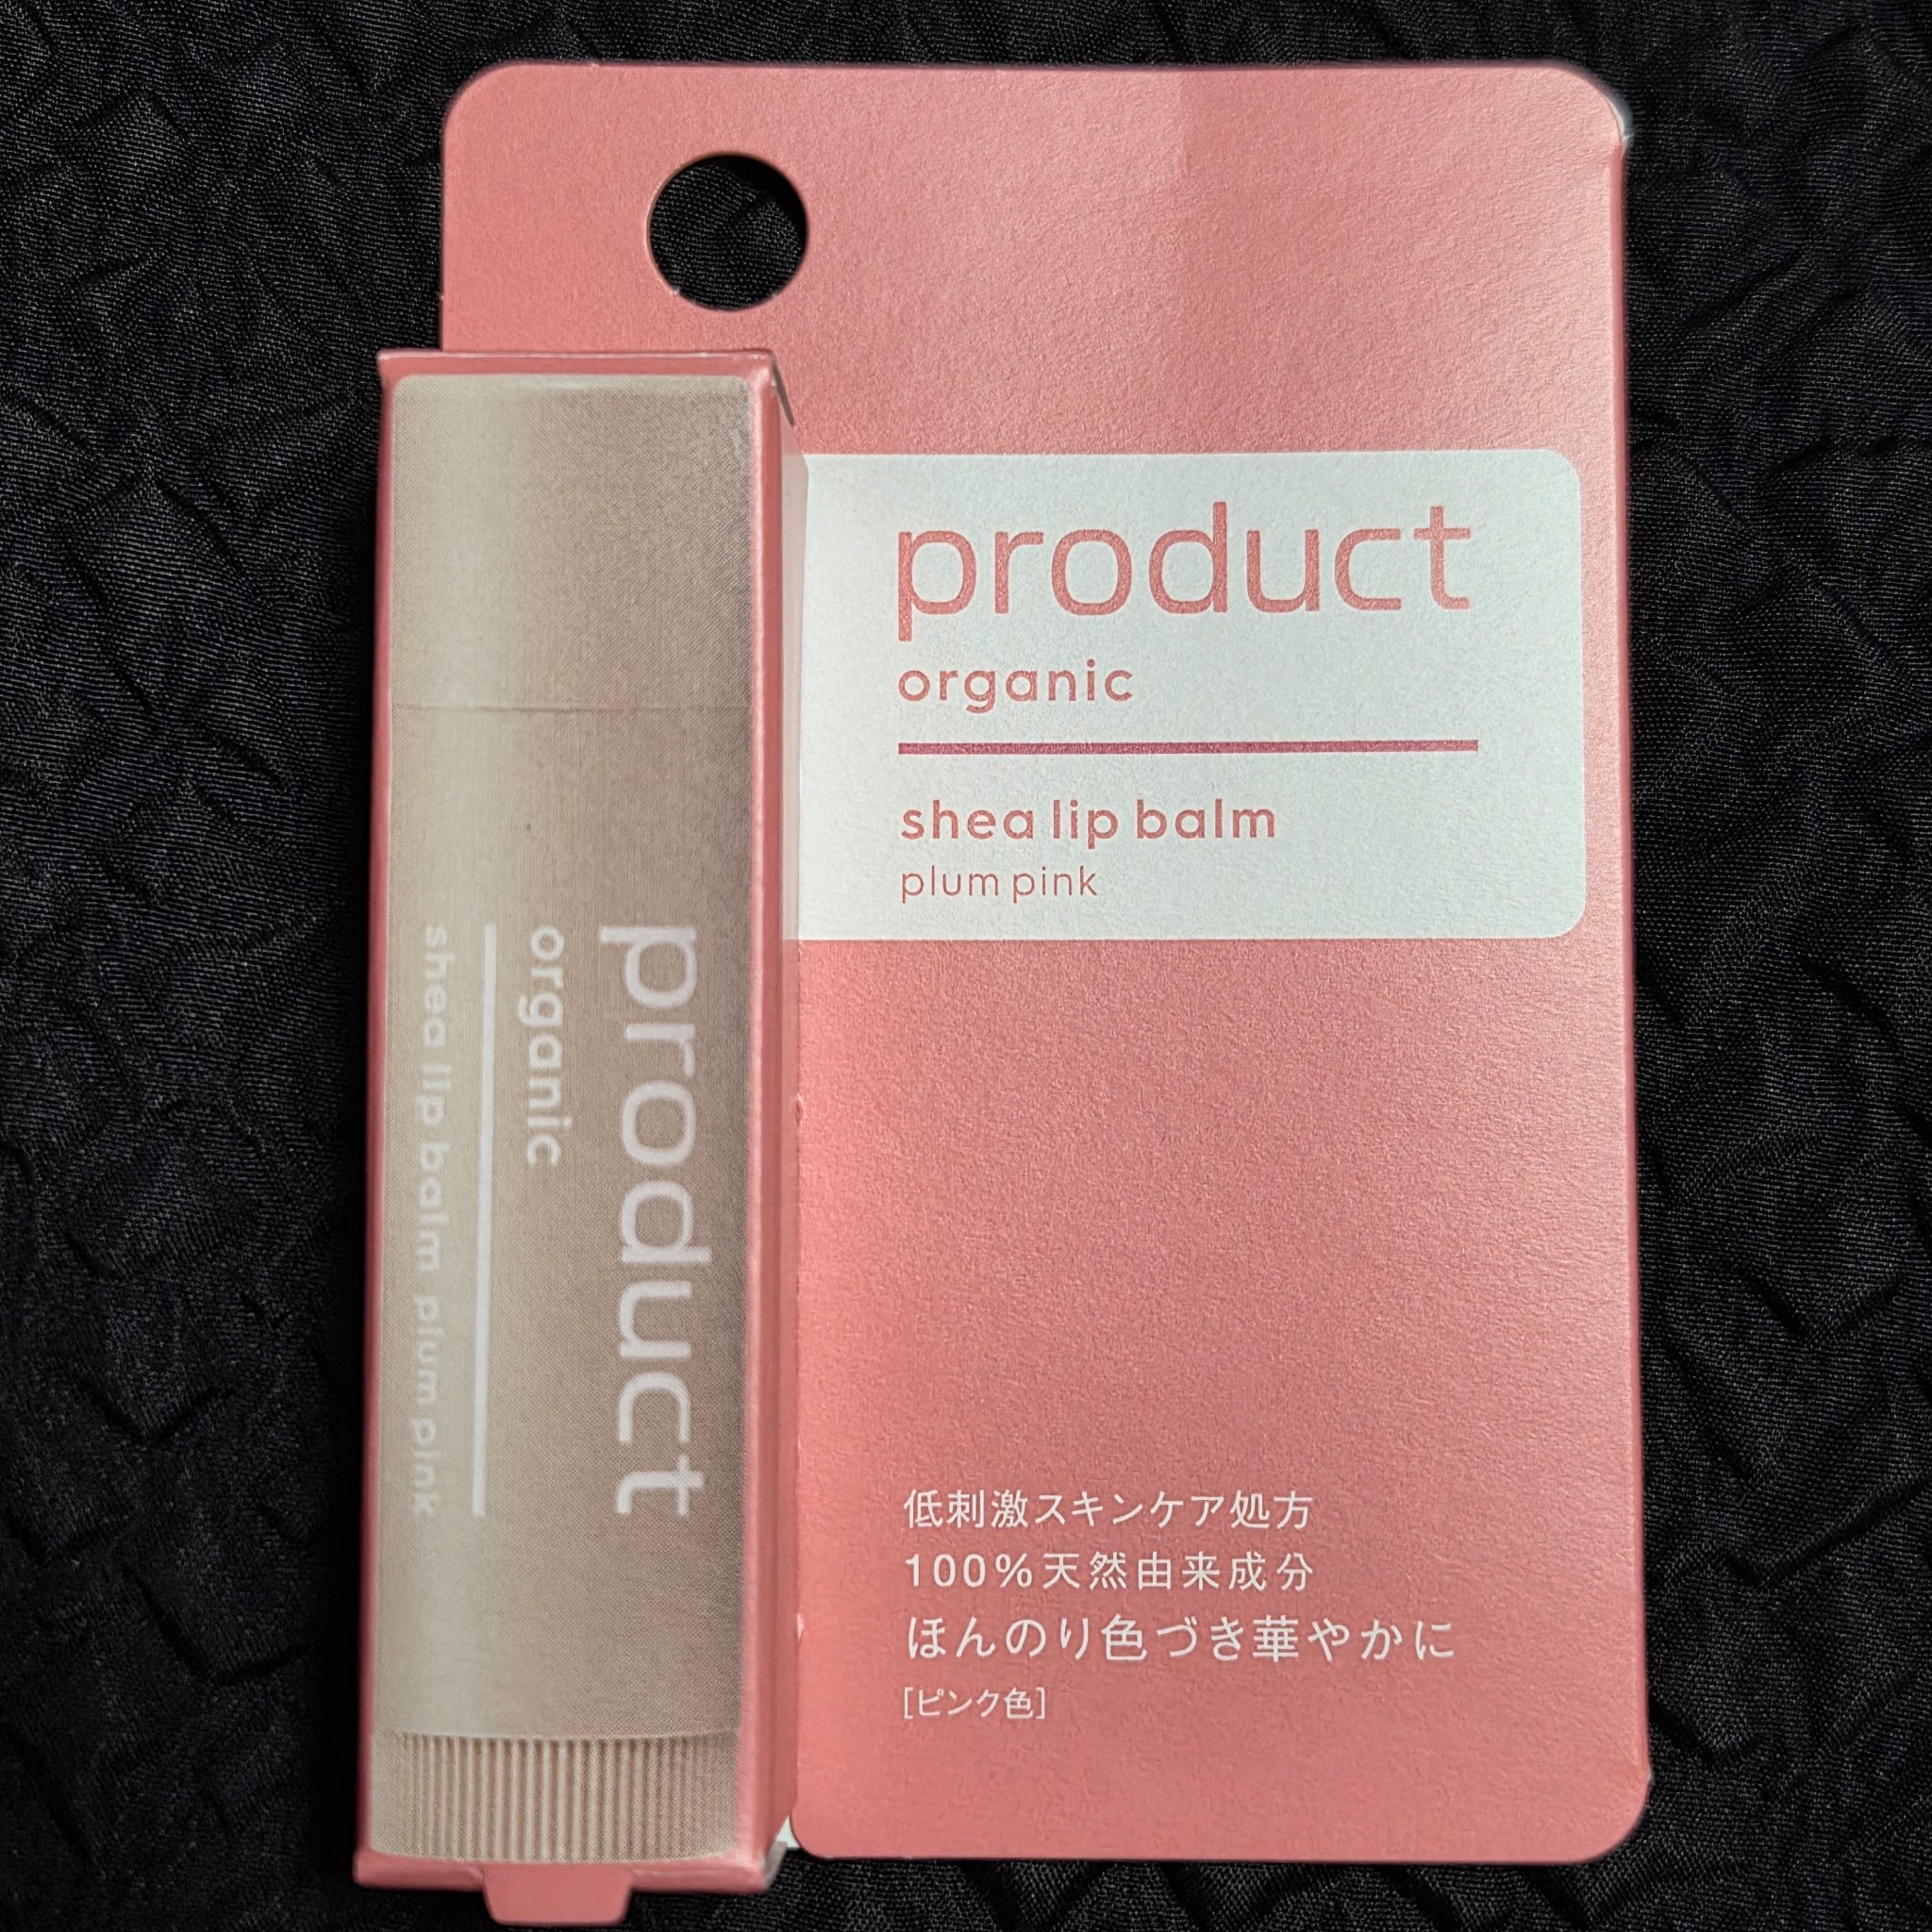 product
organic
shea lip balm
plum pink
低刺激スキンケア処方
100%天然由来成分
ほんのり色づき華やかに
[ピンク色]
product
organic
shea lip balm plum pink